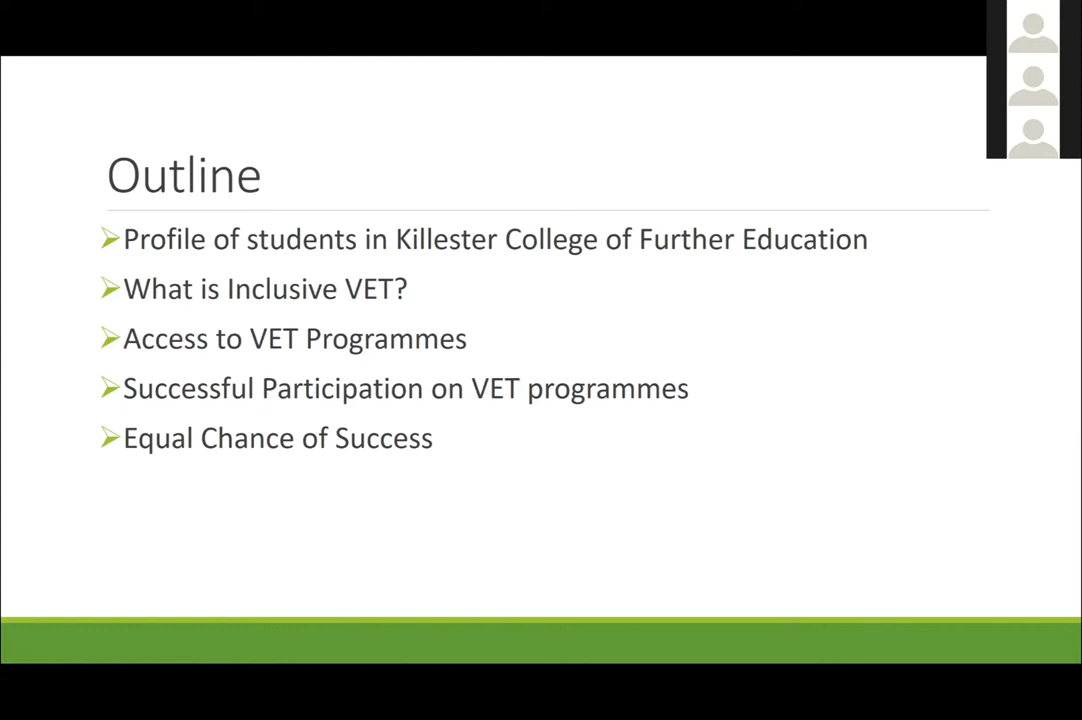 Outline
Profile of students in Killester College of Further Education
What is Inclusive VET?
Access to VET Programmes
Successful Participation on VET programmes
Equal Chance of Success